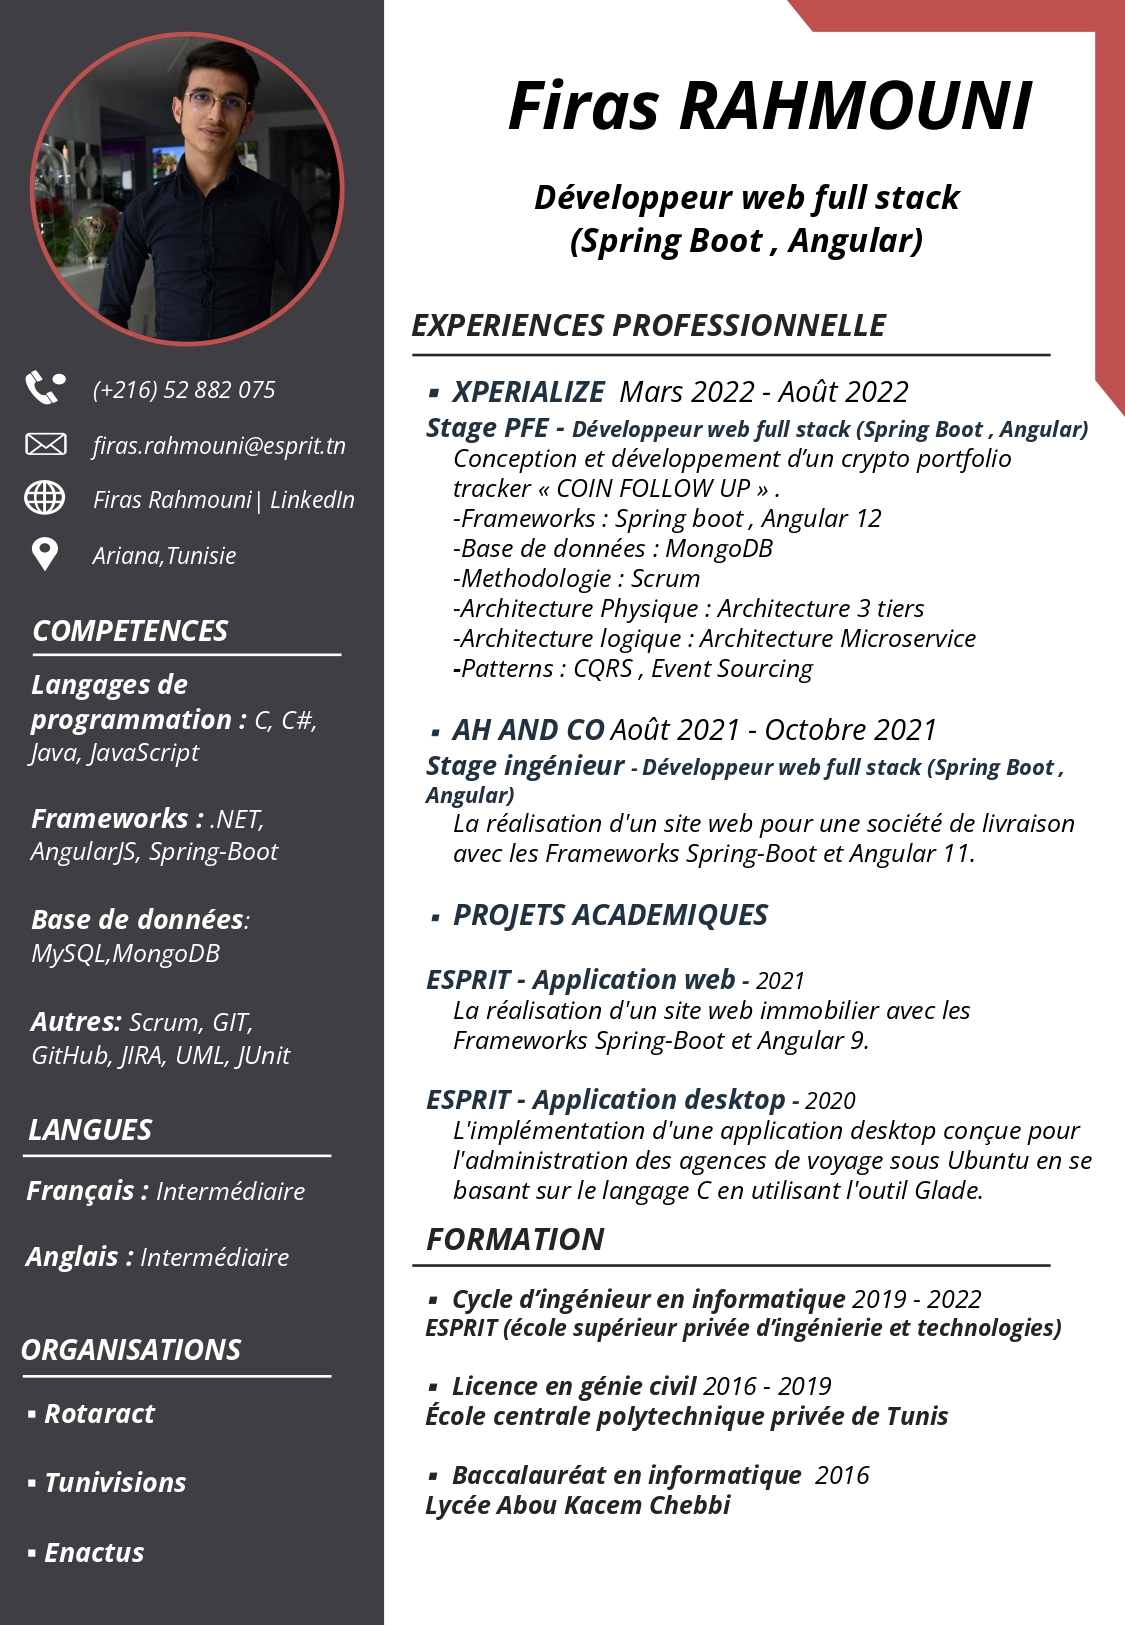 Firas RAHMOUNI
Développeur web full stack
(Spring Boot , Angular)
(+216) 52 882 075
firas.rahmouni@esprit.tn
Firas Rahmouni| LinkedIn
Ariana,Tunisie
COMPETENCES
Langages de
programmation : C, C#,
Java, JavaScript
Frameworks : .NET,
AngularJS, Spring-Boot
Base de données:
MySQL,MongoDB
Autres: Scrum, GIT,
GitHub, JIRA, UML, JUnit
LANGUES
Français : Intermédiaire
Anglais : Intermédiaire
ORGANISATIONS
▪ Rotaract
▪ Tunivisions
▪ Enactus
EXPERIENCES PROFESSIONNELLE
▪ XPERIALIZE Mars 2022 - Août 2022
Stage PFE - Développeur web full stack (Spring Boot , Angular)
Conception et développement d’un crypto portfolio
tracker « COIN FOLLOW UP » .
-Frameworks : Spring boot , Angular 12
-Base de données : MongoDB
-Methodologie : Scrum
-Architecture Physique : Architecture 3 tiers
-Architecture logique : Architecture Microservice
-Patterns : CQRS , Event Sourcing
▪ AH AND CO Août 2021 - Octobre 2021
Stage ingénieur - Développeur web full stack (Spring Boot ,
Angular)
La réalisation d'un site web pour une société de livraison
avec les Frameworks Spring-Boot et Angular 11.
▪ PROJETS ACADEMIQUES
ESPRIT - Application web - 2021
La réalisation d'un site web immobilier avec les
Frameworks Spring-Boot et Angular 9.
ESPRIT - Application desktop - 2020
L'implémentation d'une application desktop conçue pour
l'administration des agences de voyage sous Ubuntu en se
basant sur le langage C en utilisant l'outil Glade.
FORMATION
▪ Cycle d’ingénieur en informatique 2019 - 2022
ESPRIT (école supérieur privée d’ingénierie et technologies)
▪ Licence en génie civil 2016 - 2019
École centrale polytechnique privée de Tunis
▪ Baccalauréat en informatique 2016
Lycée Abou Kacem Chebbi